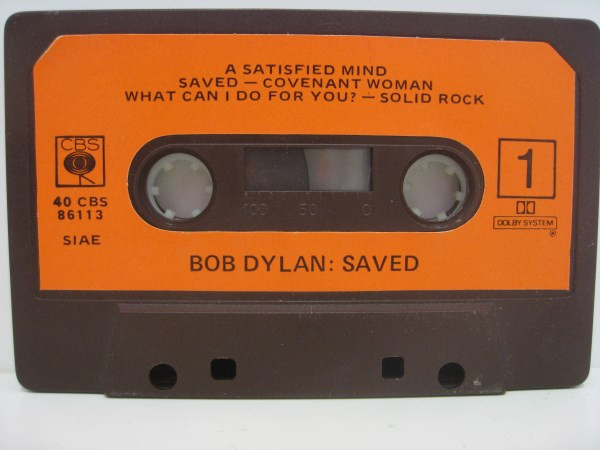 A SATISFIED MIND
SAVED — COVENANT WOMAN
WHAT CAN I DO FOR YOU? — SOLID ROCK
CBS
40 CBS
86113
SIAE
100 50 0
1
DOLBY SYSTEM
®
BOB DYLAN: SAVED